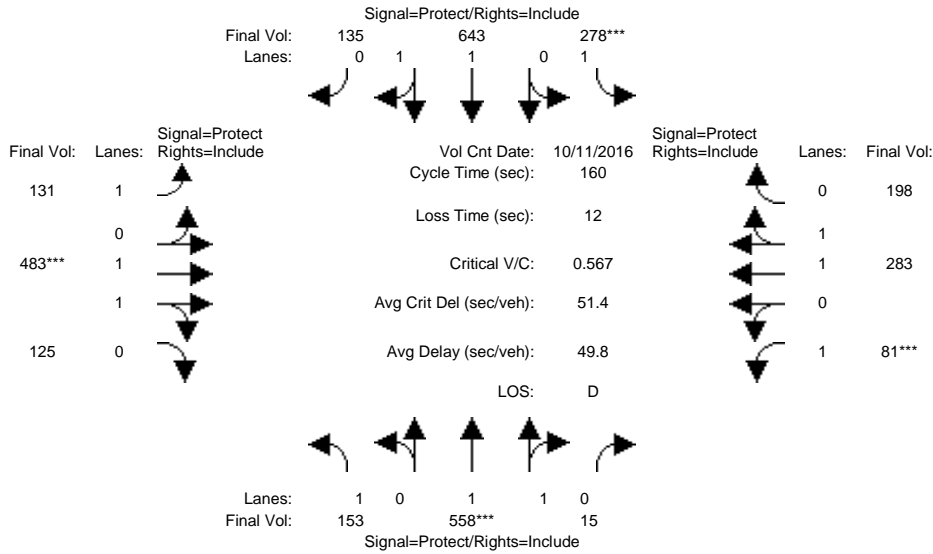 Signal=Protect/Rights=Include
Final Vol: 135 643 278***
Lanes: 0 1 1 0 1
Signal=Protect Signal=Protect
Final Vol: Lanes: Rights=Include Vol Cnt Date: 10/11/2016 Rights=Include Lanes: Final Vol:
Cycle Time (sec): 160
131 1 0 198
Loss Time (sec): 12
0 1
483*** 1 Critical V/C: 0.567 1 283
1 Avg Crit Del (sec/veh): 51.4 0
125 0 Avg Delay (sec/veh): 49.8 1 81***
LOS: D
Lanes: 1 0 1 1 0
Final Vol: 153 558*** 15
Signal=Protect/Rights=Include